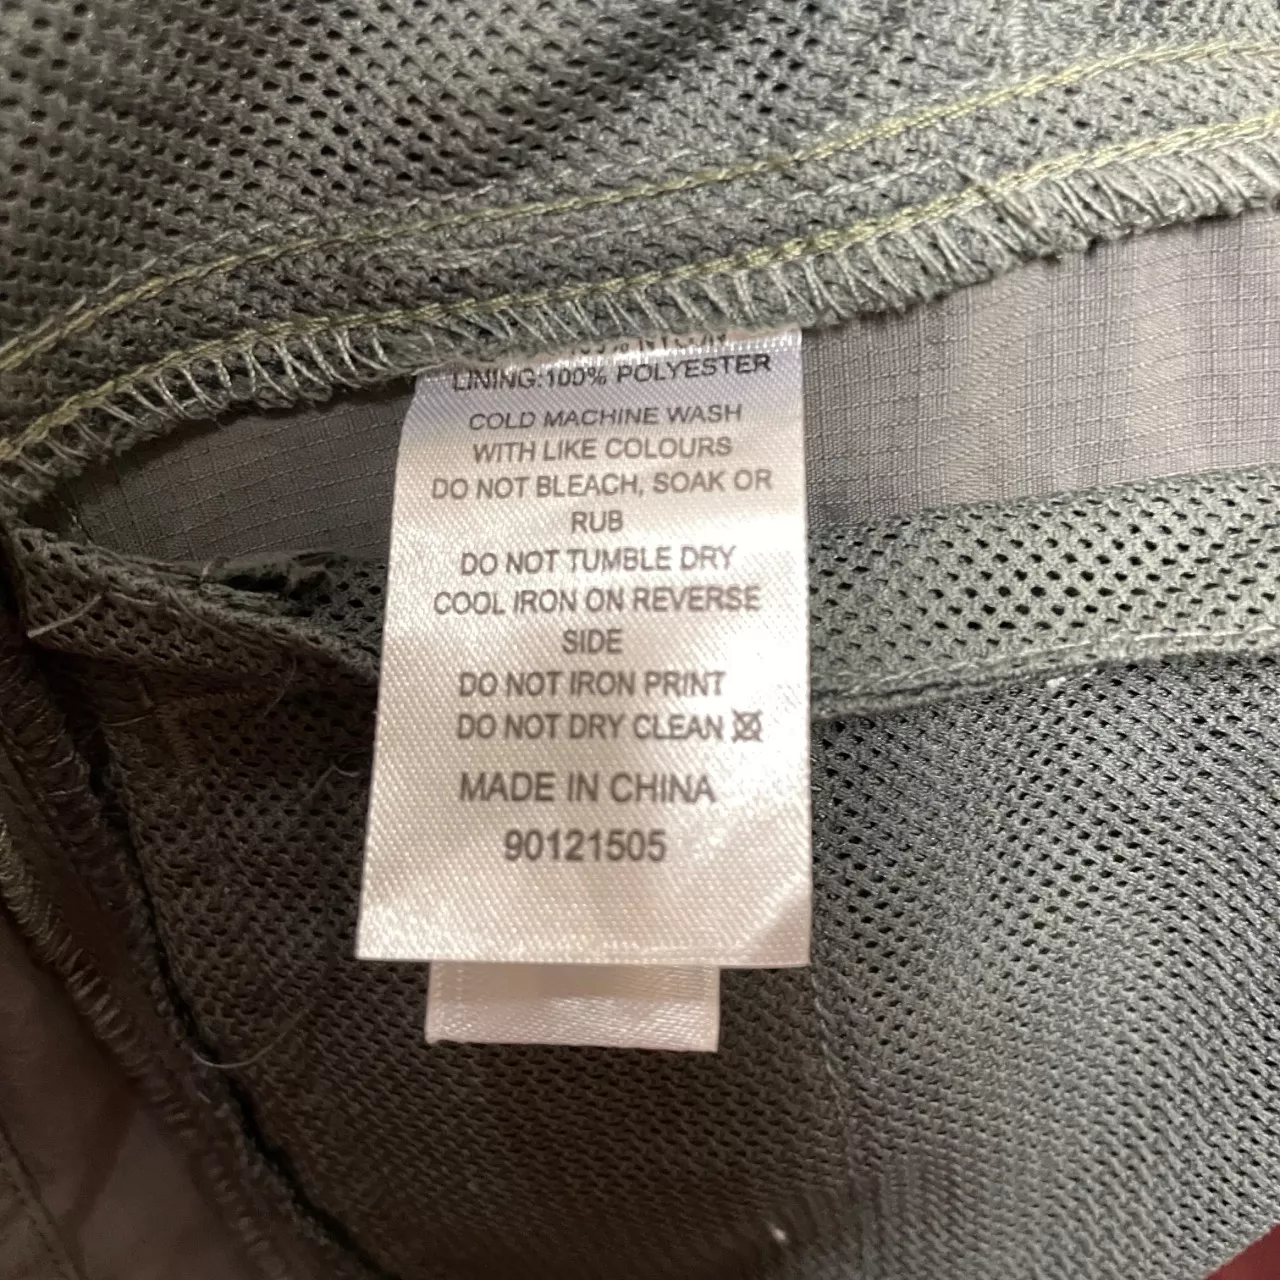 LINING:100% POLYESTER
COLD MACHINE WASH
WITH LIKE COLOURS
DO NOT BLEACH, SOAK OR
RUB
DO NOT TUMBLE DRY
COOL IRON ON REVERSE
SIDE
DO NOT IRON PRINT
DO NOT DRY CLEAN
MADE IN CHINA
90121505